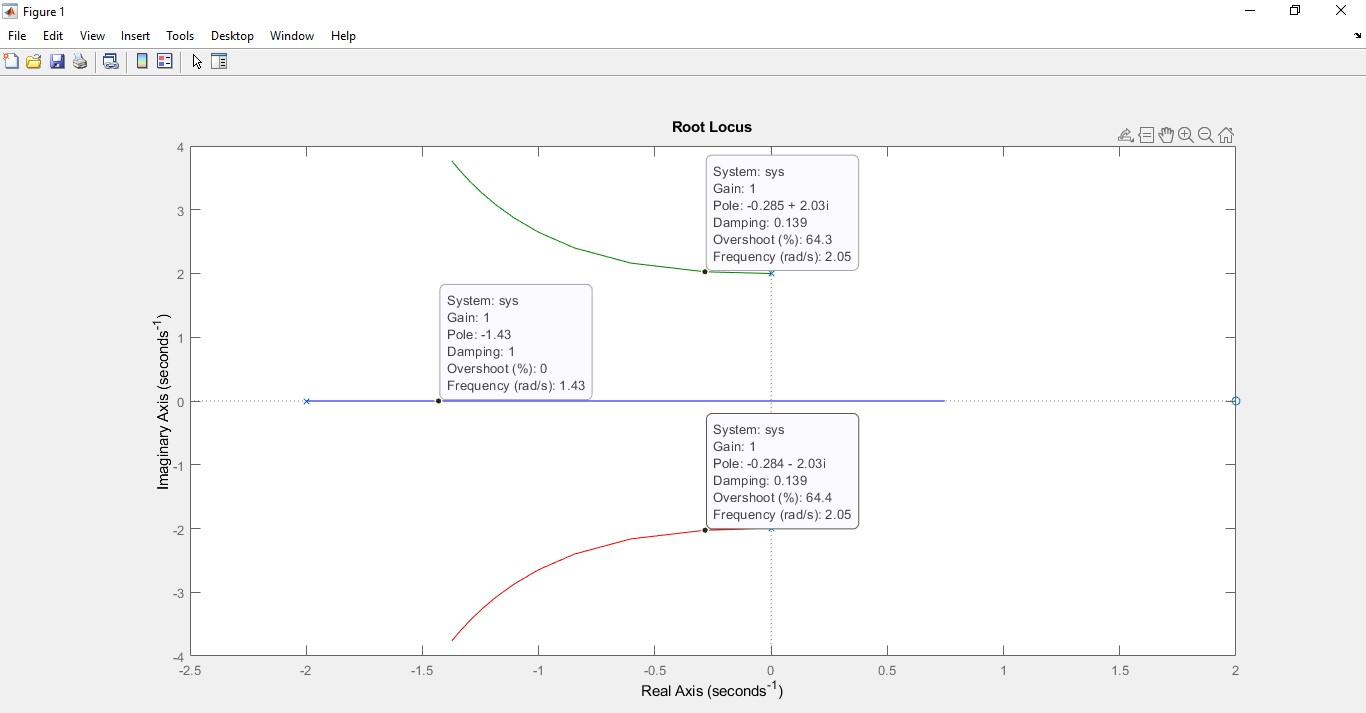 Figure 1
File Edit View Insert Tools Desktop Window Help
Root Locus
4
3
2
1
0
-1
-2
-3
-4
Imaginary Axis (seconds⁻¹)
System: sys
Gain: 1
Pole: -0.285 + 2.03i
Damping: 0.139
Overshoot (%): 64.3
Frequency (rad/s): 2.05
System: sys
Gain: 1
Pole: -1.43
Damping: 1
Overshoot (%): 0
Frequency (rad/s): 1.43
System: sys
Gain: 1
Pole: -0.284 - 2.03i
Damping: 0.139
Overshoot (%): 64.4
Frequency (rad/s): 2.05
-2.5 -2 -1.5 -1 -0.5 0 0.5 1 1.5 2
Real Axis (seconds⁻¹)